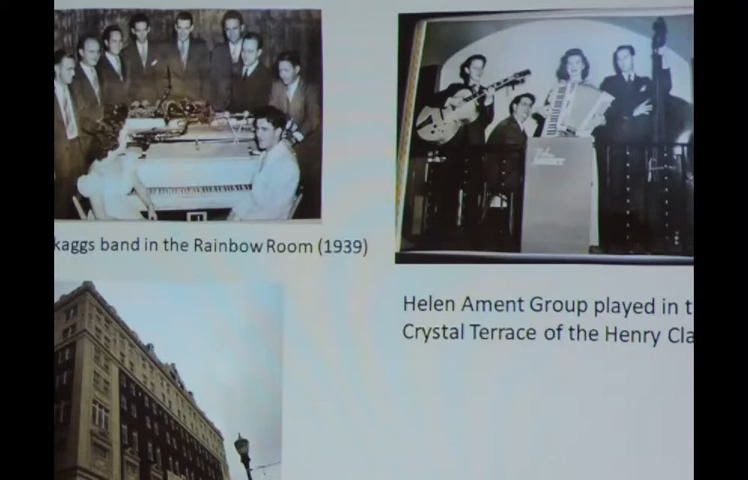 kaggs band in the Rainbow Room (1939)
Helen Ament Group played in t
Crystal Terrace of the Henry Cla